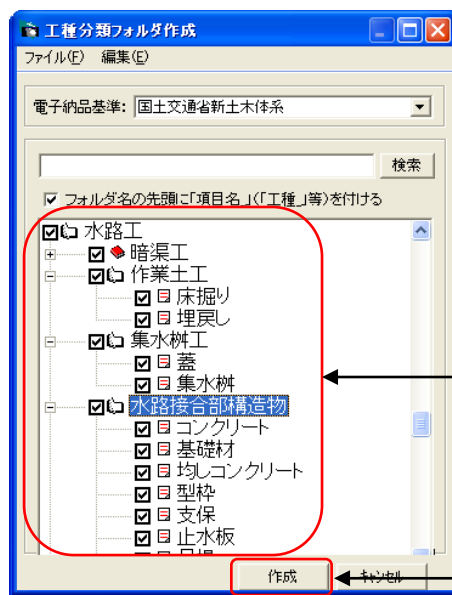 工種分類フォルダ作成
ファイル(F) 編集(E)
電子納品基準: 国土交通省新土木体系
検索
フォルダ名の先頭に「項目名_」(「工種_」等)を付ける
水路工
暗渠工
作業土工
床掘り
埋戻し
集水桝工
蓋
集水桝
水路接合部構造物
コンクリート
基礎材
均しコンクリート
型枠
支保
止水板
作成 キャンセル